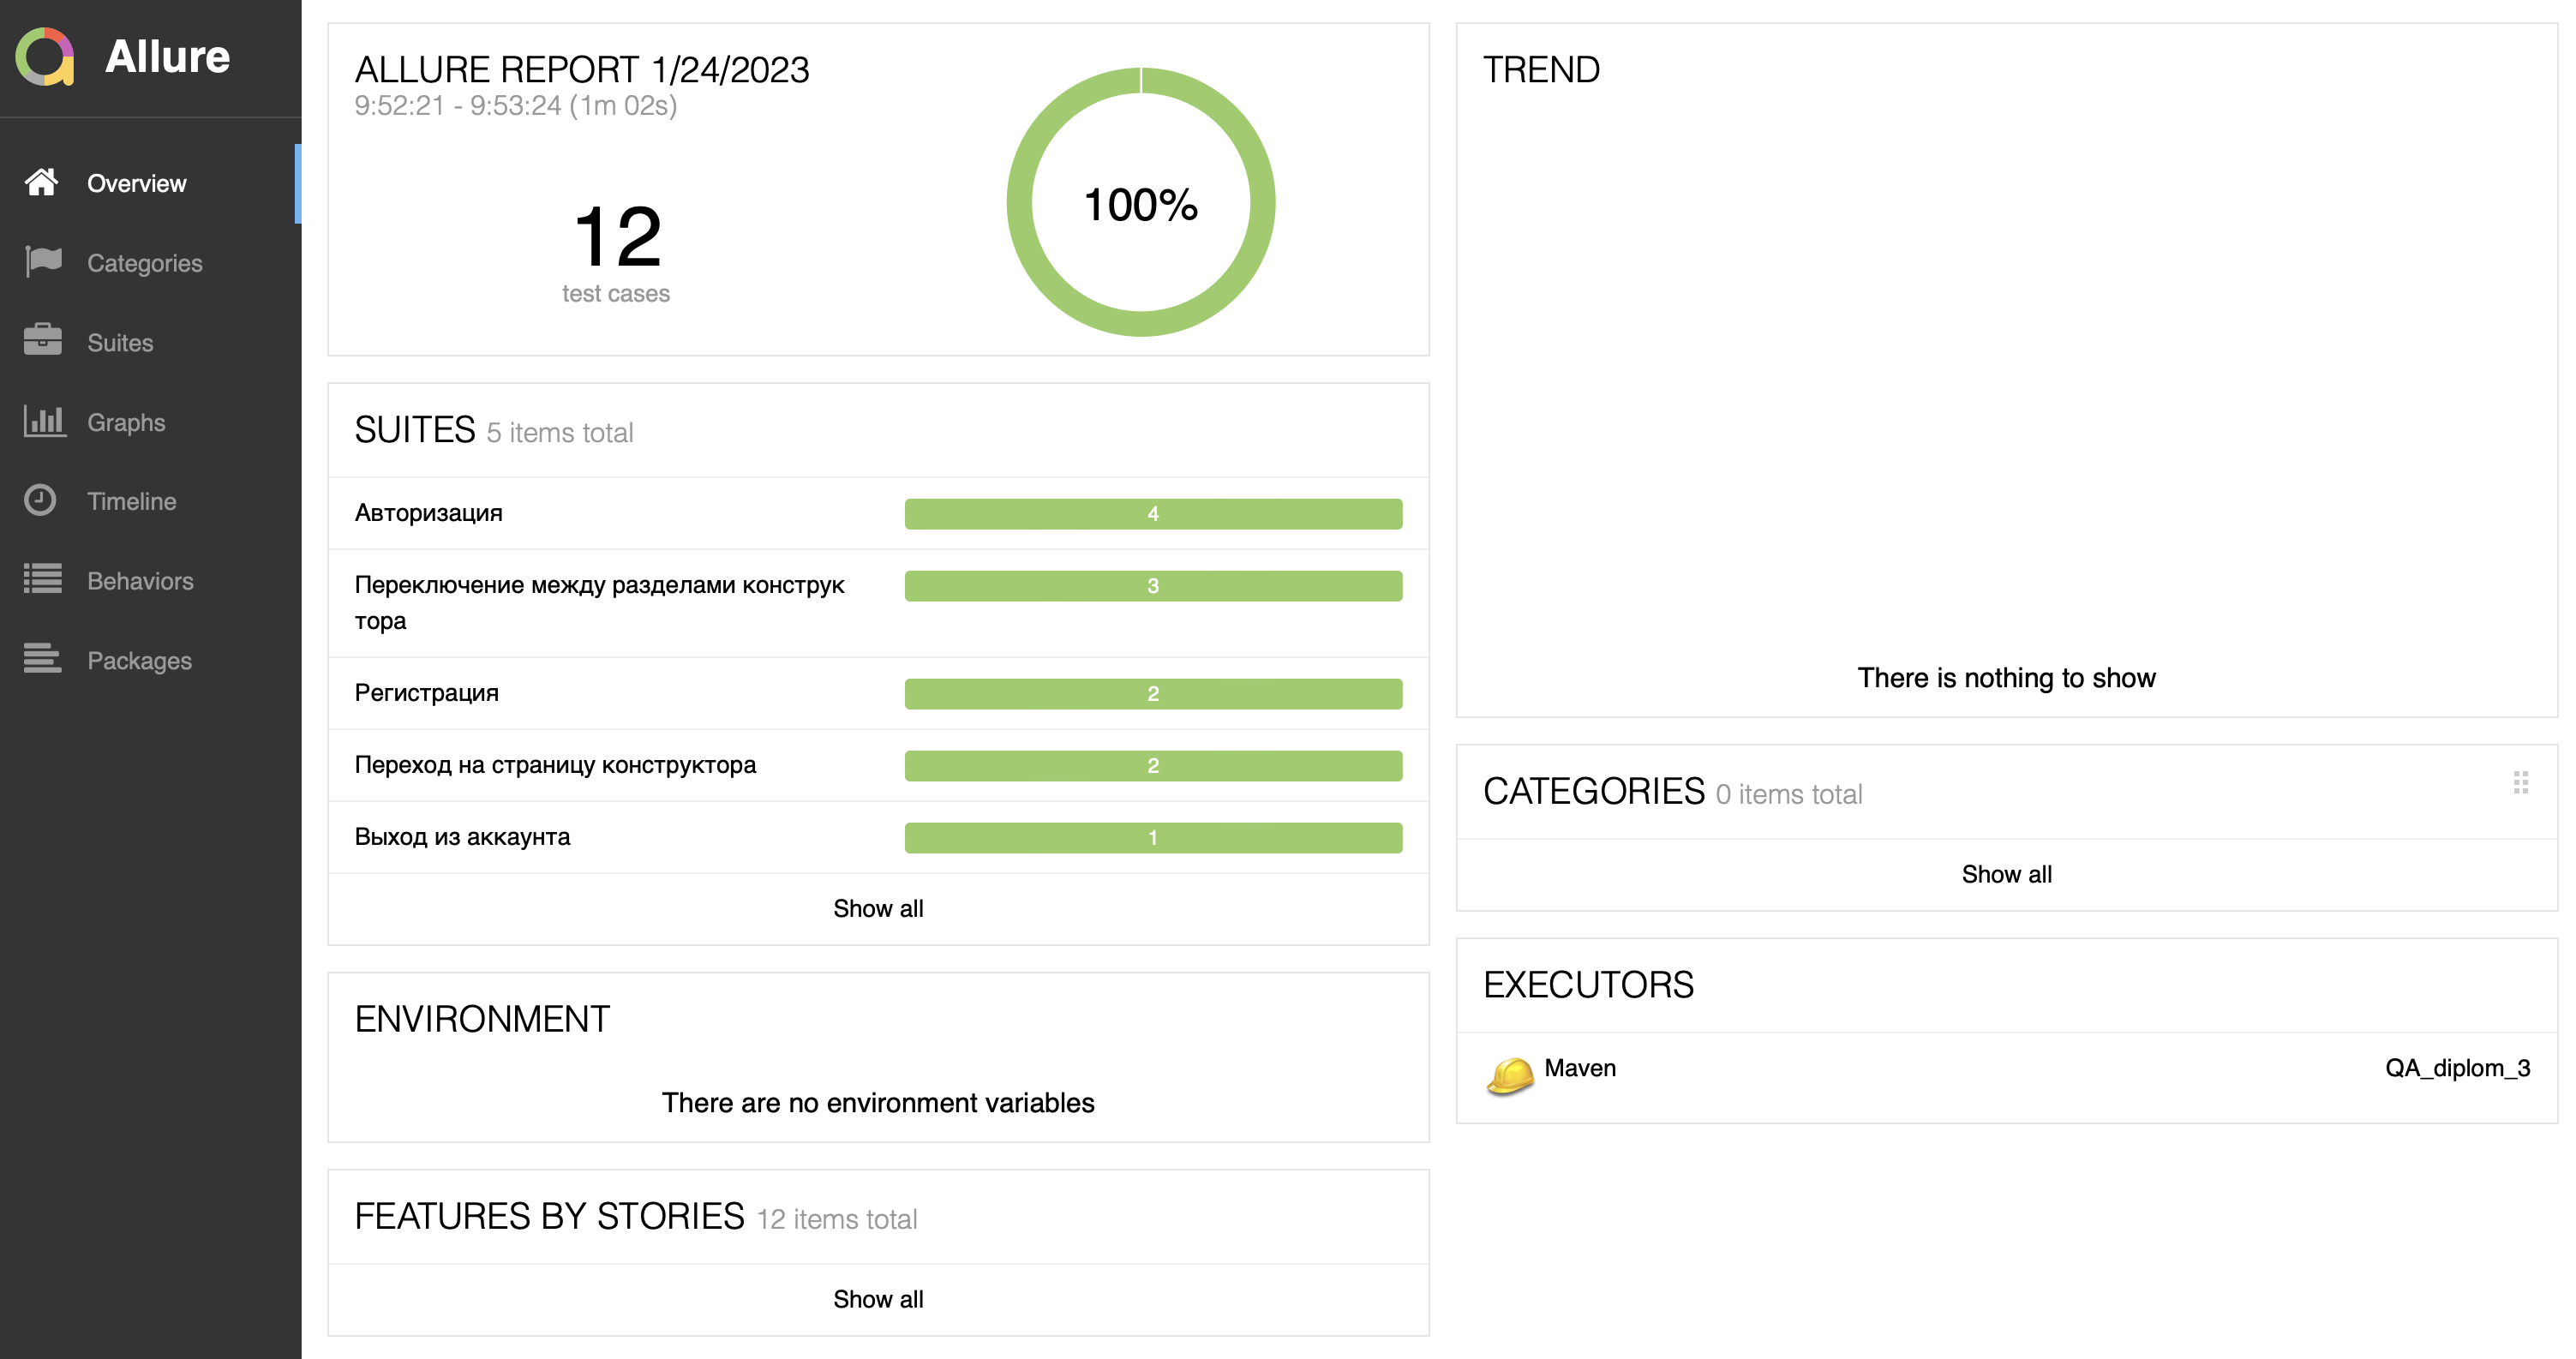 Allure
Overview
Categories
Suites
Graphs
Timeline
Behaviors
Packages
ALLURE REPORT 1/24/2023
9:52:21 - 9:53:24 (1m 02s)
12
test cases
100%
SUITES 5 items total
Авторизация 4
Переключение между разделами конструк 3
тора
Регистрация 2
Переход на страницу конструктора 2
Выход из аккаунта 1
Show all
ENVIRONMENT
There are no environment variables
FEATURES BY STORIES 12 items total
Show all
TREND
There is nothing to show
CATEGORIES 0 items total
Show all
EXECUTORS
Maven QA_diplom_3